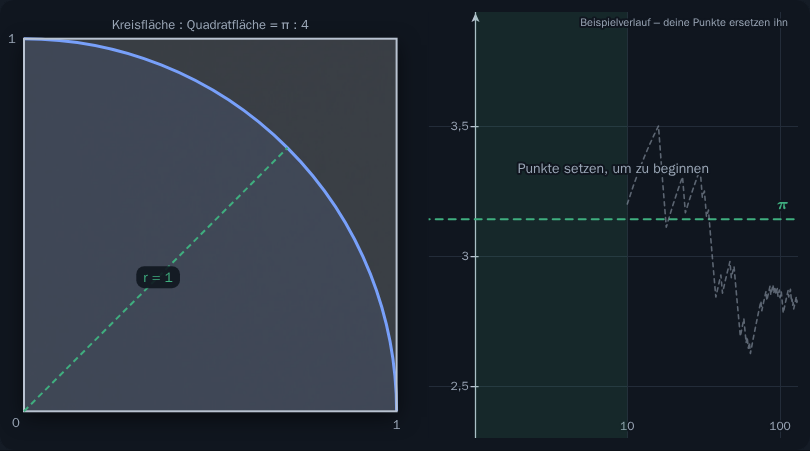 Kreisfläche : Quadratfläche = π : 4
1
r = 1
0
1
Beispielverlauf – deine Punkte ersetzen ihn
3,5
Punkte setzen, um zu beginnen
π
3
2,5
10
100